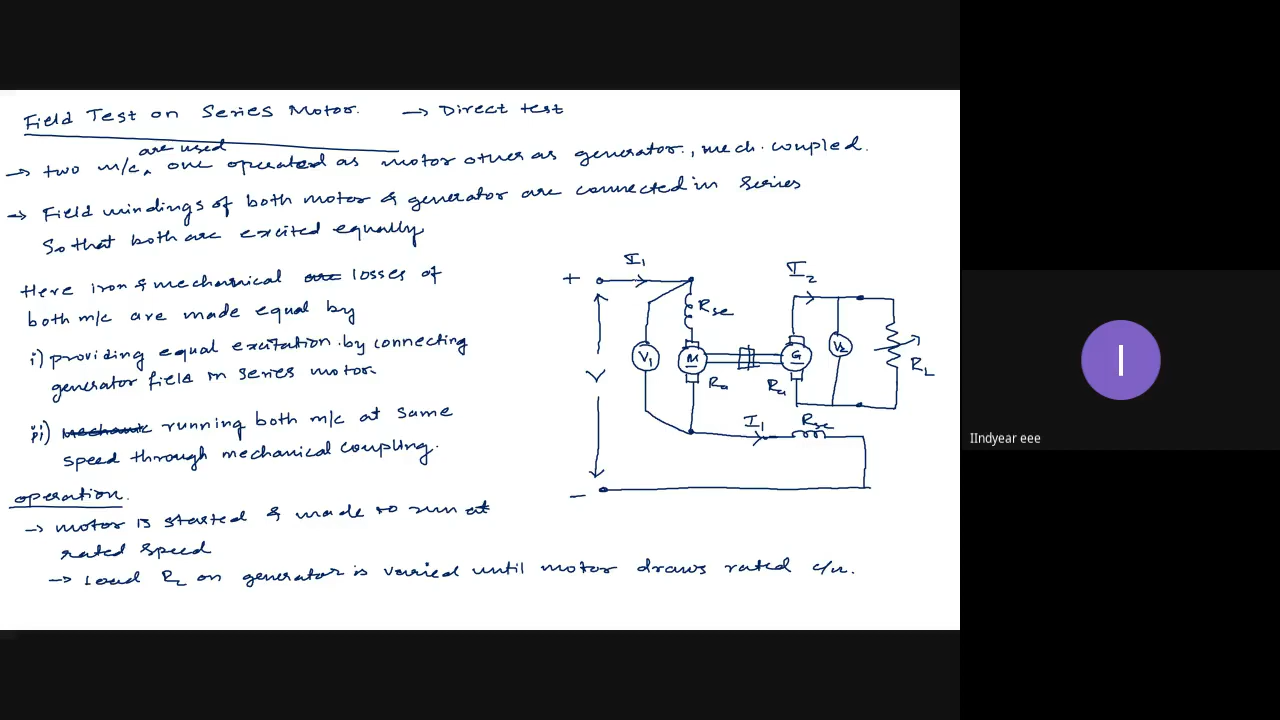 Field Test on Series Motor. → Direct test
→ two m/c are used one operated as motor other as generator, mech. coupled.
→ Field windings of both motor & generator are connected in series
So that both are excited equally
Here iron & mechanical losses of
both m/c are made equal by
i) providing equal excitation by connecting
generator field in series motor.
ii) running both m/c at same
speed through mechanical coupling.
operation.
→ motor is started & made to run at
rated speed
→ Load RL on generator is varied until motor draws rated c/n.
+ I1 I2
Rse
V1 M G V2
V Ra Ra RL
I1 Rse
−
I
IIndyear eee